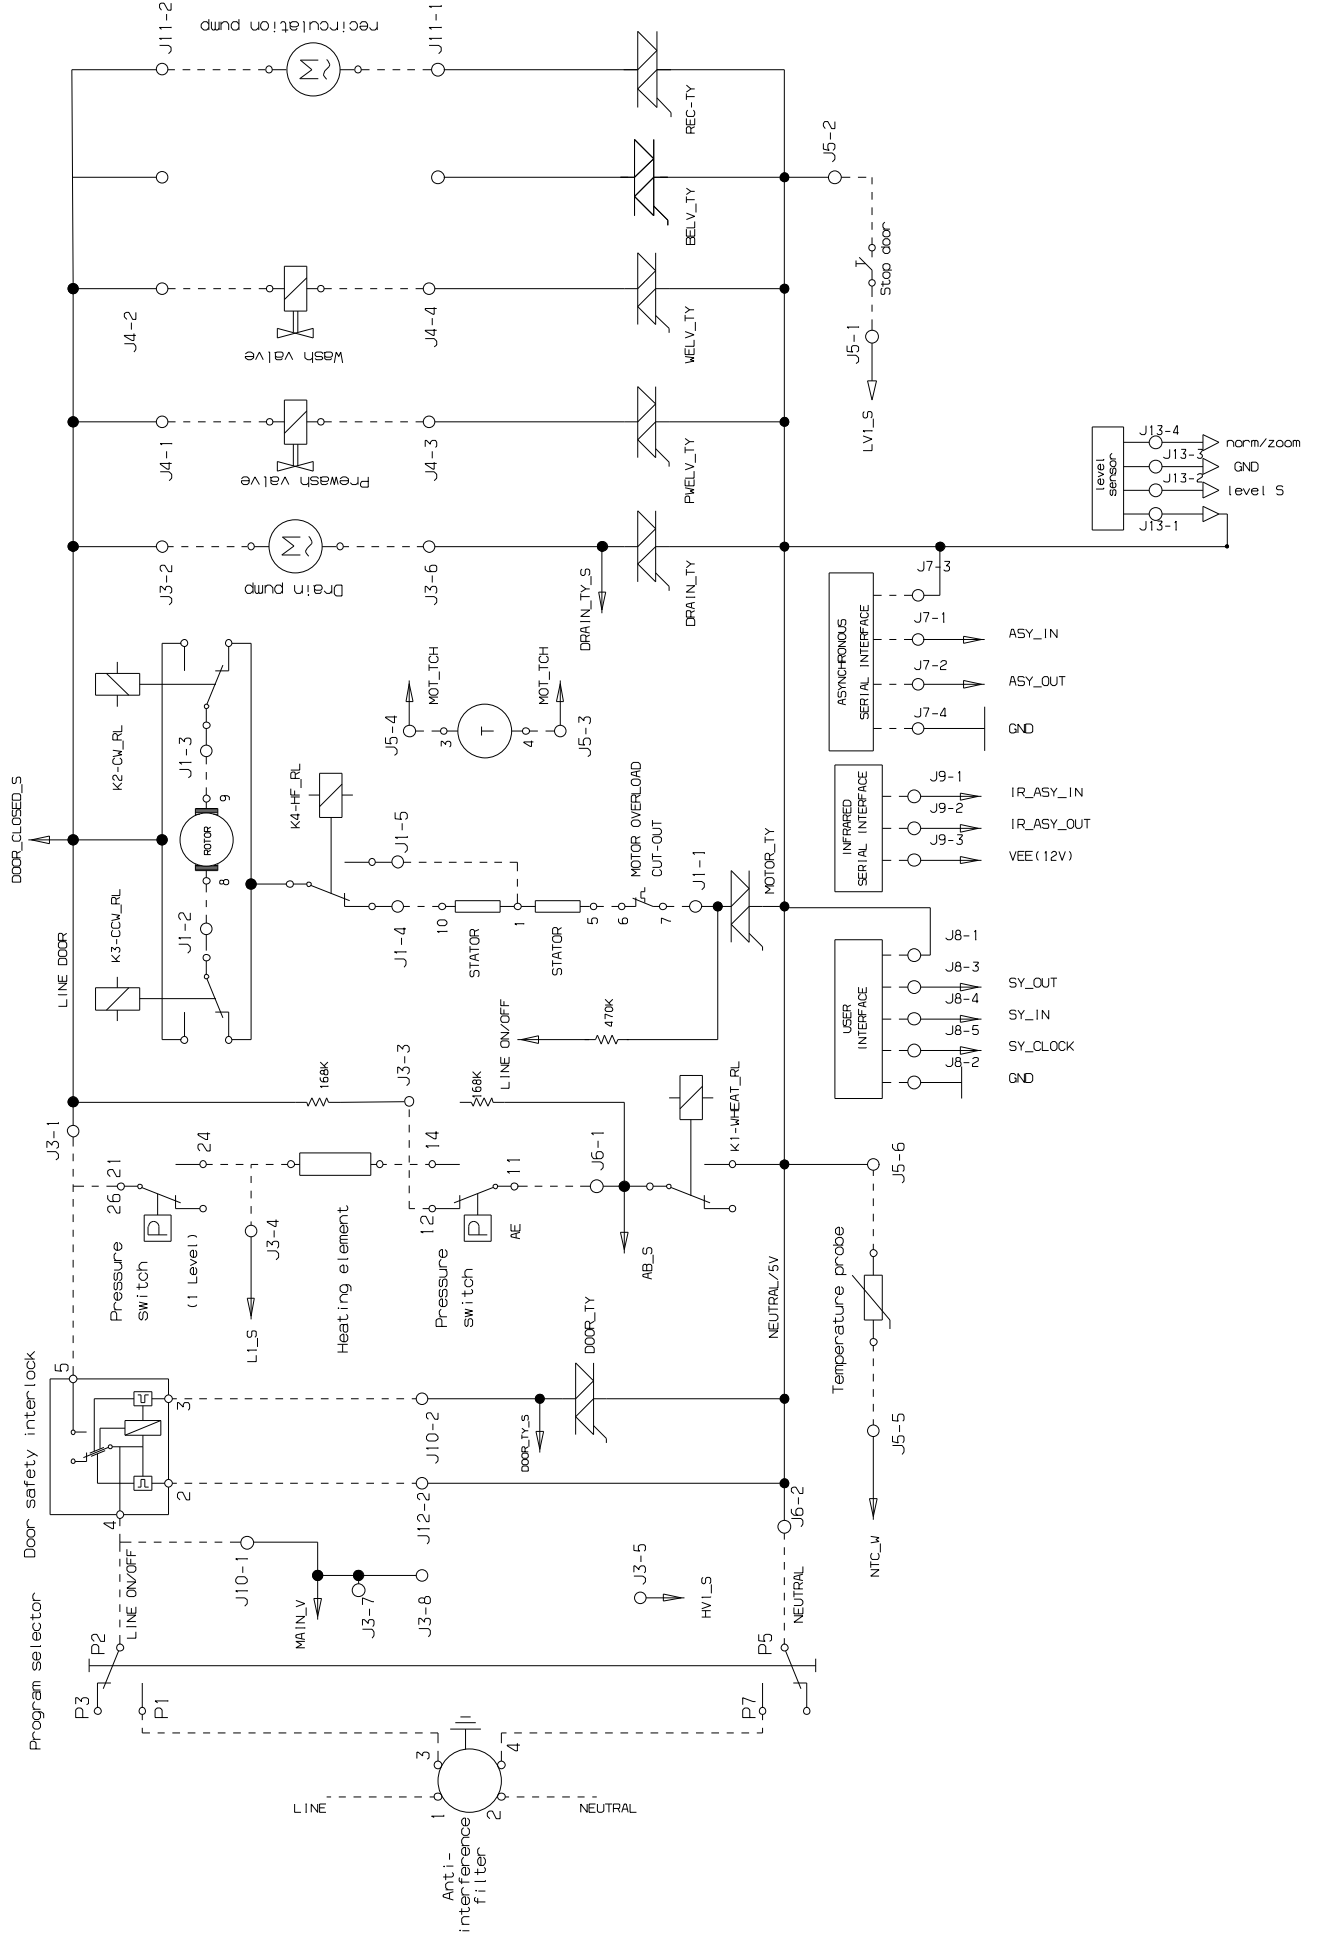 J11-2
recirculation pump
J11-1
REC-TY
BELV_TY
J5-2
Stop door
J5-1
LV1_S
J4-2
Wash valve
J4-4
WELV_TY
J4-1
Prewash valve
J4-3
PWELV_TY
level
sensor
J13-4
norm/zoom
J13-3
GND
J13-2
level S
J13-1
J3-2
Drain pump
J3-6
DRAIN_TY_S
DRAIN_TY
K2-CW_RL
J1-3
9
ROTOR
8
J1-2
K3-CCW_RL
DOOR_CLOSED_S
LINE DOOR
J5-4
MOT_TCH
3
T
4
MOT_TCH
J5-3
K4-HF_RL
J1-5
J1-4
10
STATOR
1
STATOR
5
6
7
MOTOR OVERLOAD
CUT-OUT
J1-1
MOTOR_TY
LINE ON/OFF
470K
ASYNCHRONOUS
SERIAL INTERFACE
J7-3
J7-1
ASY_IN
J7-2
ASY_OUT
J7-4
GND
INFRARED
SERIAL INTERFACE
J9-1
IR_ASY_IN
J9-2
IR_ASY_OUT
J9-3
VEE(12V)
USER
INTERFACE
J8-1
J8-3
SY_OUT
J8-4
SY_IN
J8-5
SY_CLOCK
J8-2
GND
J3-1
168K
J3-3
168K
21
26
24
P
Pressure
switch
(1 Level)
J3-4
L1_S
Heating element
14
12
11
P
AE
Pressure
switch
J6-1
AB_S
K1-WHEAT_RL
NEUTRAL/5V
J5-6
Temperature probe
J5-5
NTC_W
Door safety interlock
5
3
2
4
J10-2
DOOR_TY_S
DOOR_TY
J12-2
J6-2
Program selector
LINE ON/OFF
J10-1
MAIN_V
J3-7
J3-8
J3-5
HV1_S
NEUTRAL
P2
P3
P1
P5
P7
3
4
1
2
LINE
NEUTRAL
Anti-
interference
filter